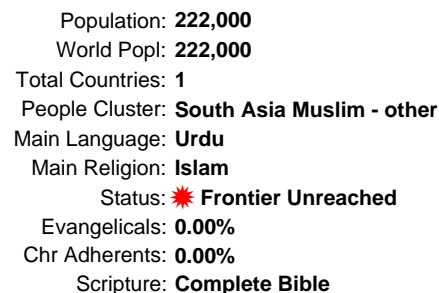 Population: 222,000
World Popl: 222,000
Total Countries: 1
People Cluster: South Asia Muslim - other
Main Language: Urdu
Main Religion: Islam
Status: Frontier Unreached
Evangelicals: 0.00%
Chr Adherents: 0.00%
Scripture: Complete Bible